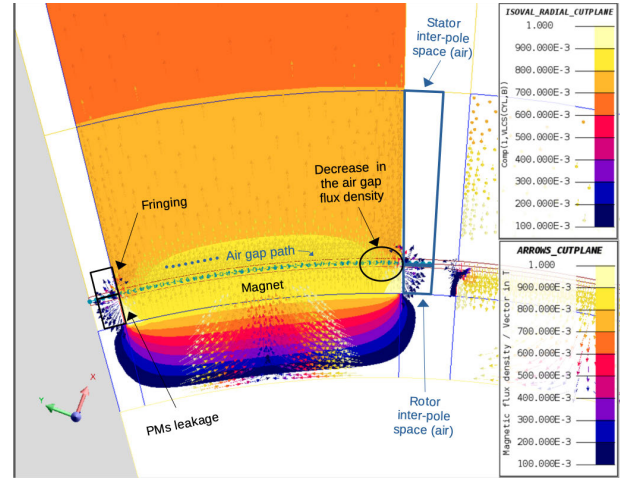 Stator
inter-pole
space (air)
Decrease in
the air gap
flux density
Fringing
Air gap path
Magnet
PMs leakage
Rotor
inter-pole
space (air)
X
Y
ISOVAL_RADIAL_CUTPLANE
1.000
900.000E-3
800.000E-3
700.000E-3
600.000E-3
500.000E-3
400.000E-3
300.000E-3
200.000E-3
100.000E-3
Comp(1,VLCS(CYL,B))
ARROWS_CUTPLANE
1.000
900.000E-3
800.000E-3
700.000E-3
600.000E-3
500.000E-3
400.000E-3
300.000E-3
200.000E-3
100.000E-3
Magnetic flux density / Vector in T